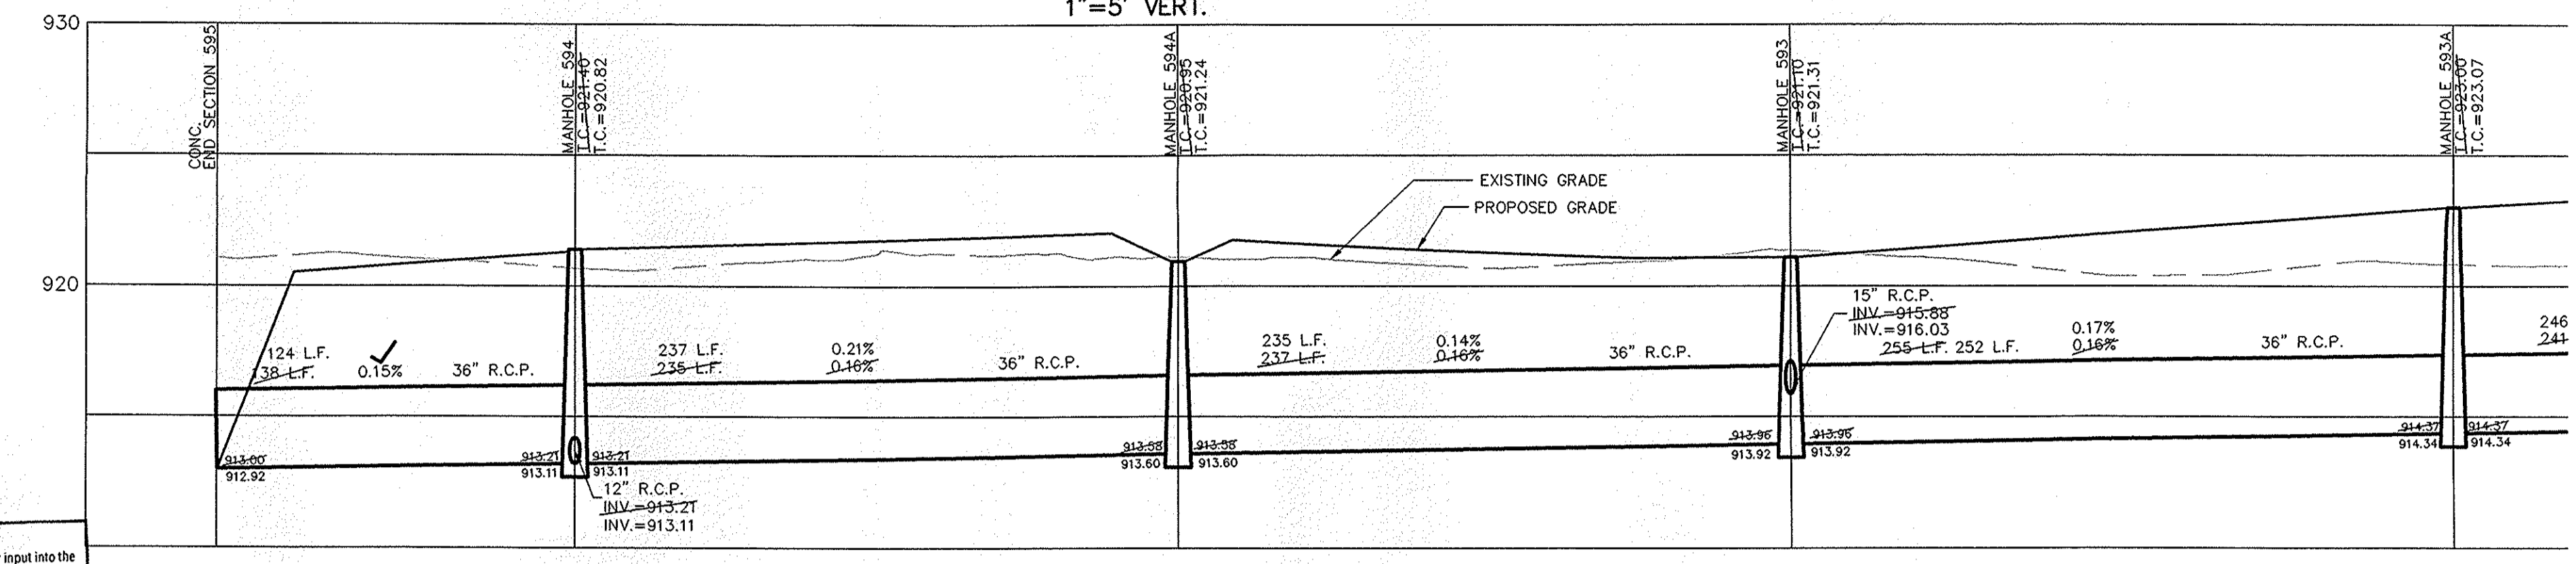 1"=5' VERT.
930
CONC.
END SECTION 595
MANHOLE 594
T.C.=921.40
T.C.=920.82
MANHOLE 594A
T.C.=920.95
T.C.=921.24
MANHOLE 593
T.C.=921.10
T.C.=921.31
MANHOLE 593A
T.C.=923.00
T.C.=923.07
EXISTING GRADE
PROPOSED GRADE
920
124 L.F.
138 L.F.
0.15%
36" R.C.P.
237 L.F.
235 L.F.
0.21%
0.16%
36" R.C.P.
235 L.F.
237 L.F.
0.14%
0.16%
36" R.C.P.
15" R.C.P.
INV.=915.88
INV.=916.03
255 L.F. 252 L.F.
0.17%
0.16%
36" R.C.P.
246
241
913.00
912.92
913.21
913.11
913.21
913.11
12" R.C.P.
INV.=913.21
INV.=913.11
913.58
913.60
913.58
913.60
913.96
913.92
913.96
913.92
914.37
914.34
914.37
914.34
input into the